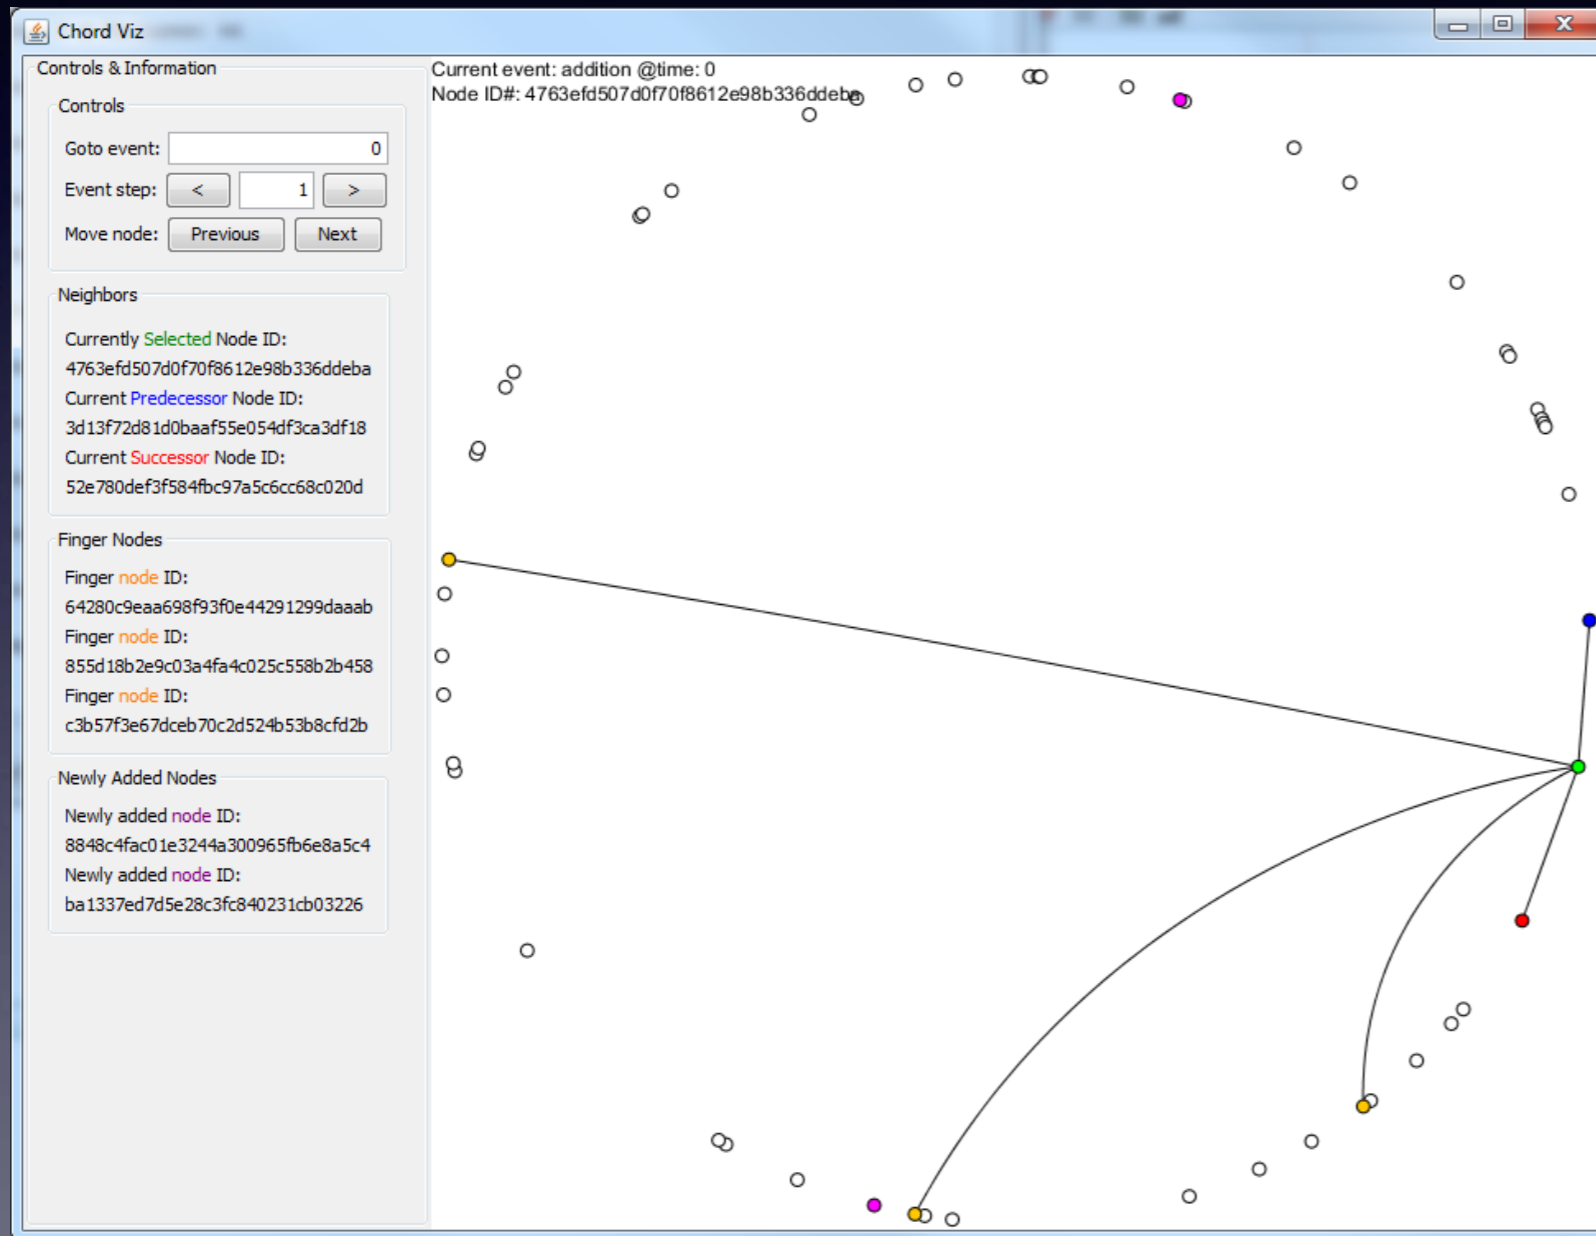 Chord Viz
Controls & Information
Controls
Goto event: 0
Event step: < 1 >
Move node: Previous Next
Neighbors
Currently Selected Node ID:
4763efd507d0f70f8612e98b336ddeba
Current Predecessor Node ID:
3d13f72d81d0baaf55e054df3ca3df18
Current Successor Node ID:
52e780def3f584fbc97a5c6cc68c020d
Finger Nodes
Finger node ID:
64280c9eaa698f93f0e44291299daaab
Finger node ID:
855d18b2e9c03a4fa4c025c558b2b458
Finger node ID:
c3b57f3e67dceb70c2d524b53b8cfd2b
Newly Added Nodes
Newly added node ID:
8848c4fac01e3244a300965fb6e8a5c4
Newly added node ID:
ba1337ed7d5e28c3fc840231cb03226
Current event: addition @time: 0
Node ID#: 4763efd507d0f70f8612e98b336ddeba